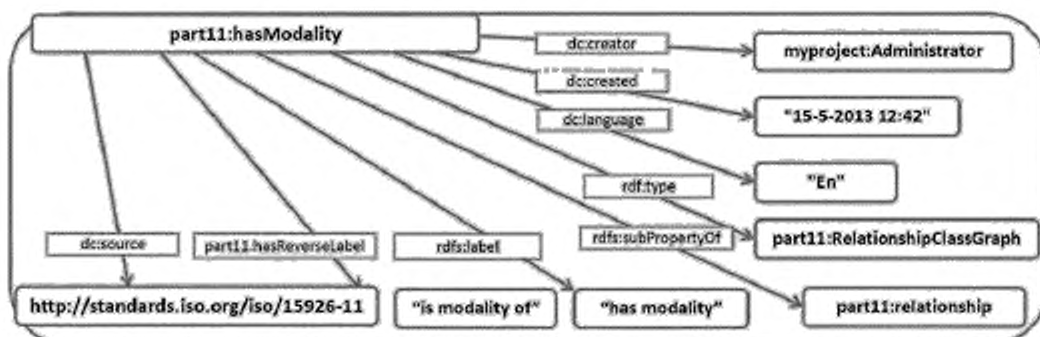 part11:hasModality
dc:creator
myproject:Administrator
dc:created
"15-5-2013 12:42"
dc:language
"En"
rdf:type
part11:RelationshipClassGraph
dc:source
part11.hasReverseLabel
rdfs:label
rdfs:subPropertyOf
http://standards.iso.org/iso/15926-11
"is modality of"
"has modality"
part11:relationship